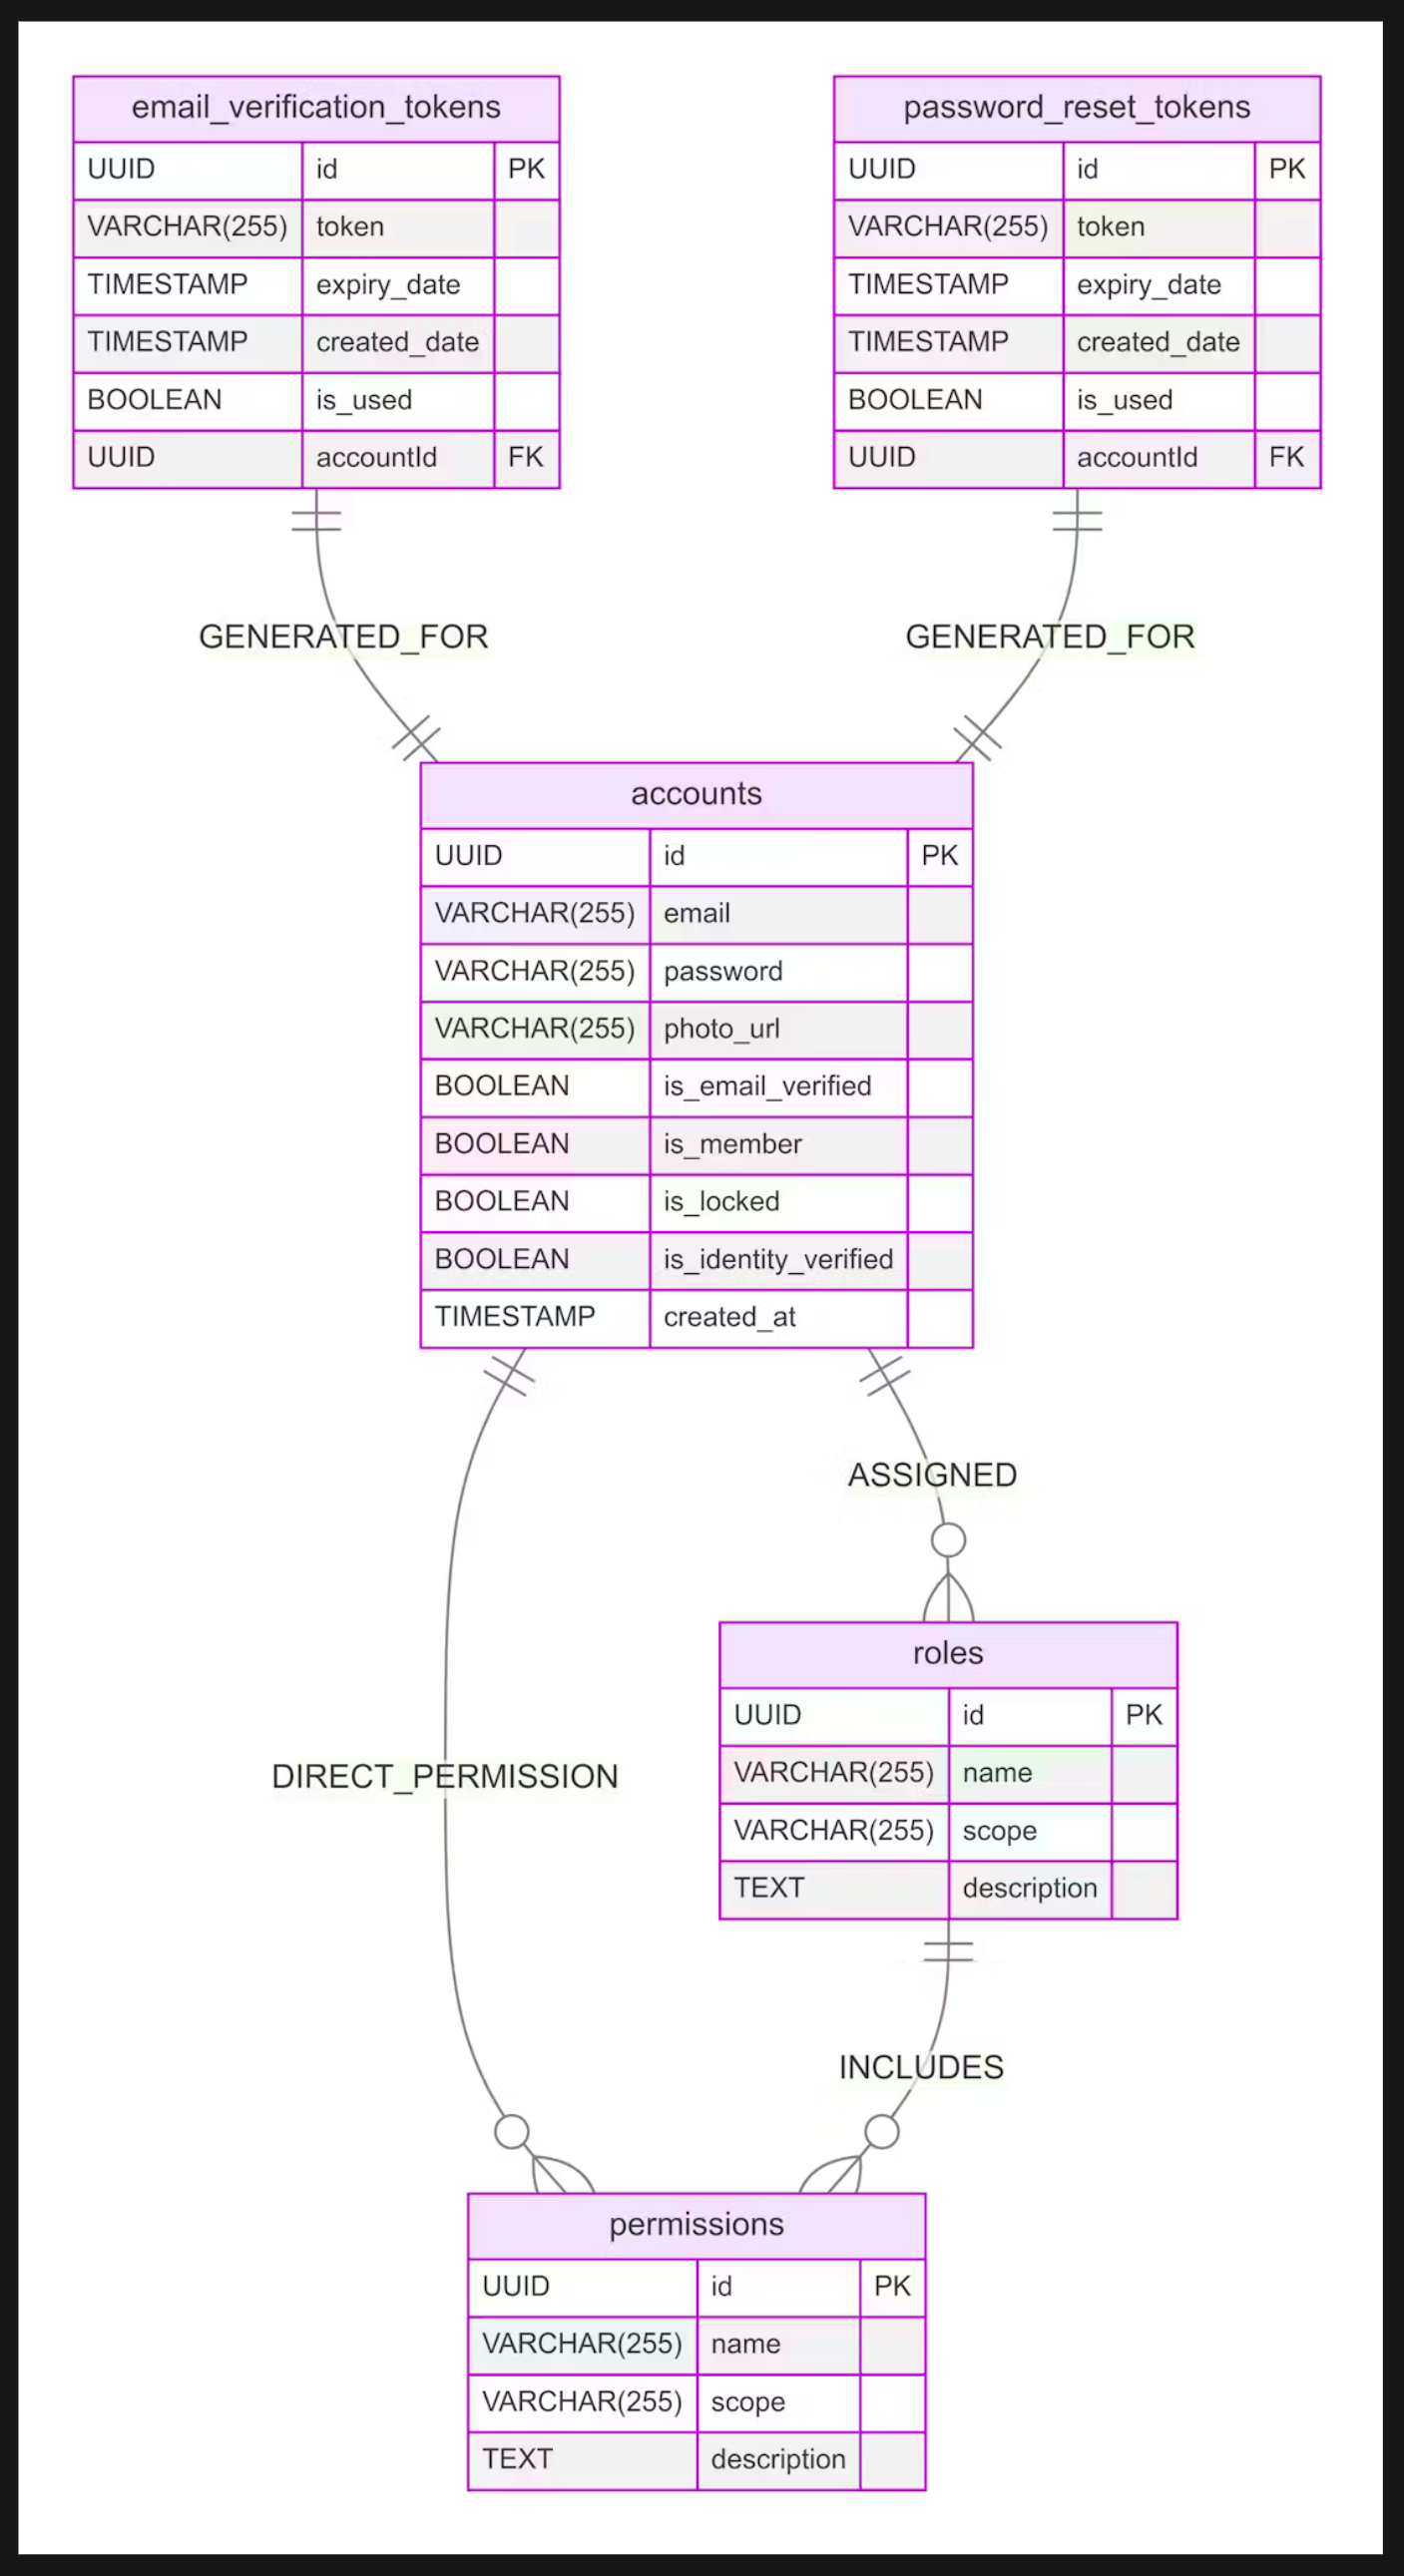 email_verification_tokens
UUID id PK
VARCHAR(255) token
TIMESTAMP expiry_date
TIMESTAMP created_date
BOOLEAN is_used
UUID accountId FK
password_reset_tokens
UUID id PK
VARCHAR(255) token
TIMESTAMP expiry_date
TIMESTAMP created_date
BOOLEAN is_used
UUID accountId FK
GENERATED_FOR
GENERATED_FOR
accounts
UUID id PK
VARCHAR(255) email
VARCHAR(255) password
VARCHAR(255) photo_url
BOOLEAN is_email_verified
BOOLEAN is_member
BOOLEAN is_locked
BOOLEAN is_identity_verified
TIMESTAMP created_at
ASSIGNED
roles
UUID id PK
VARCHAR(255) name
VARCHAR(255) scope
TEXT description
DIRECT_PERMISSION
INCLUDES
permissions
UUID id PK
VARCHAR(255) name
VARCHAR(255) scope
TEXT description